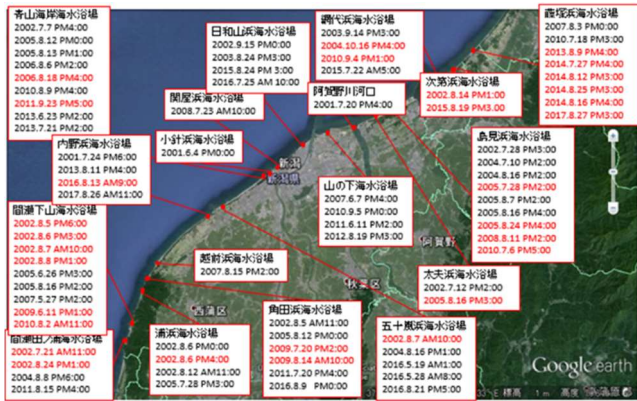 青山海岸海水浴場
2002.7.7 PM4:00
2005.8.12 PM0:00
2005.8.13 PM1:00
2006.8.6 PM2:00
2006.8.18 PM4:00
2010.8.9 PM4:00
2011.9.23 PM5:00
2013.6.23 PM2:00
2013.7.21 PM2:00
日和山浜海水浴場
2002.9.15 PM0:00
2003.8.24 PM3:00
2015.8.24 PM 3:00
2016.7.25 AM 10:00
網代浜海水浴場
2003.9.14 PM3:00
2004.10.16 PM4:00
2010.9.4 PM1:00
2015.7.22 AM5:00
藤塚浜海水浴場
2007.8.3 PM0:00
2010.7.18 PM3:00
2013.8.9 PM4:00
2014.7.27 PM4:00
2014.8.12 PM3:00
2014.8.25 PM3:00
2014.8.16 PM4:00
2017.8.27 PM3:00
関屋浜海水浴場
2008.7.23 AM10:00
阿賀野川河口
2001.7.20 PM4:00
次第浜海水浴場
2002.8.14 PM1:00
2015.8.19 PM3.00
小針浜海水浴場
2001.6.4 PM0:00
内野浜海水浴場
2001.7.24 PM6:00
2013.8.11 PM4:00
2016.8.13 AM9:00
2017.8.26 AM11:00
新潟
新潟県
山の下海水浴場
2007.6.7 PM4:00
2010.9.5 PM0:00
2011.6.11 PM2:00
2012.8.19 PM3:00
島見浜海水浴場
2002.7.28 PM3:00
2004.7.10 PM2:00
2004.8.16 PM2:00
2005.7.28 PM2:00
2005.8.7 PM2:00
2005.8.16 PM4:00
2005.8.24 PM4:00
2008.8.11 PM2:00
2010.7.6 PM5:00
間瀬下山海水浴場
2002.8.5 PM6:00
2002.8.6 PM3:00
2002.8.7 AM10:00
2002.8.8 PM1:00
2005.6.26 PM3:00
2005.8.16 PM2:00
2007.5.27 PM2:00
2009.6.11 PM1:00
2010.8.2 AM11:00
越前浜海水浴場
2007.8.15 PM2:00
阿賀野
秋葉区
西蒲区
太夫浜海水浴場
2002.7.12 PM2:00
2005.8.16 PM3:00
間瀬田ノ浦海水浴場
2002.7.21 AM11:00
2002.8.24 PM1:00
2004.8.8 PM6:00
2011.8.15 PM4:00
浦浜海水浴場
2002.8.6 PM0:00
2002.8.6 PM4:00
2002.8.12 AM11:00
2005.7.28 PM3:00
角田浜海水浴場
2002.8.5 AM11:00
2005.8.12 PM0:00
2009.7.20 PM2:00
2009.8.14 AM10:00
2011.7.20 PM4:00
2016.8.9 PM0:00
五十嵐浜海水浴場
2002.8.7 AM10:00
2004.8.16 PM1:00
2016.5.19 AM1:00
2016.5.28 AM8:00
2016.8.21 PM5:00
Google earth